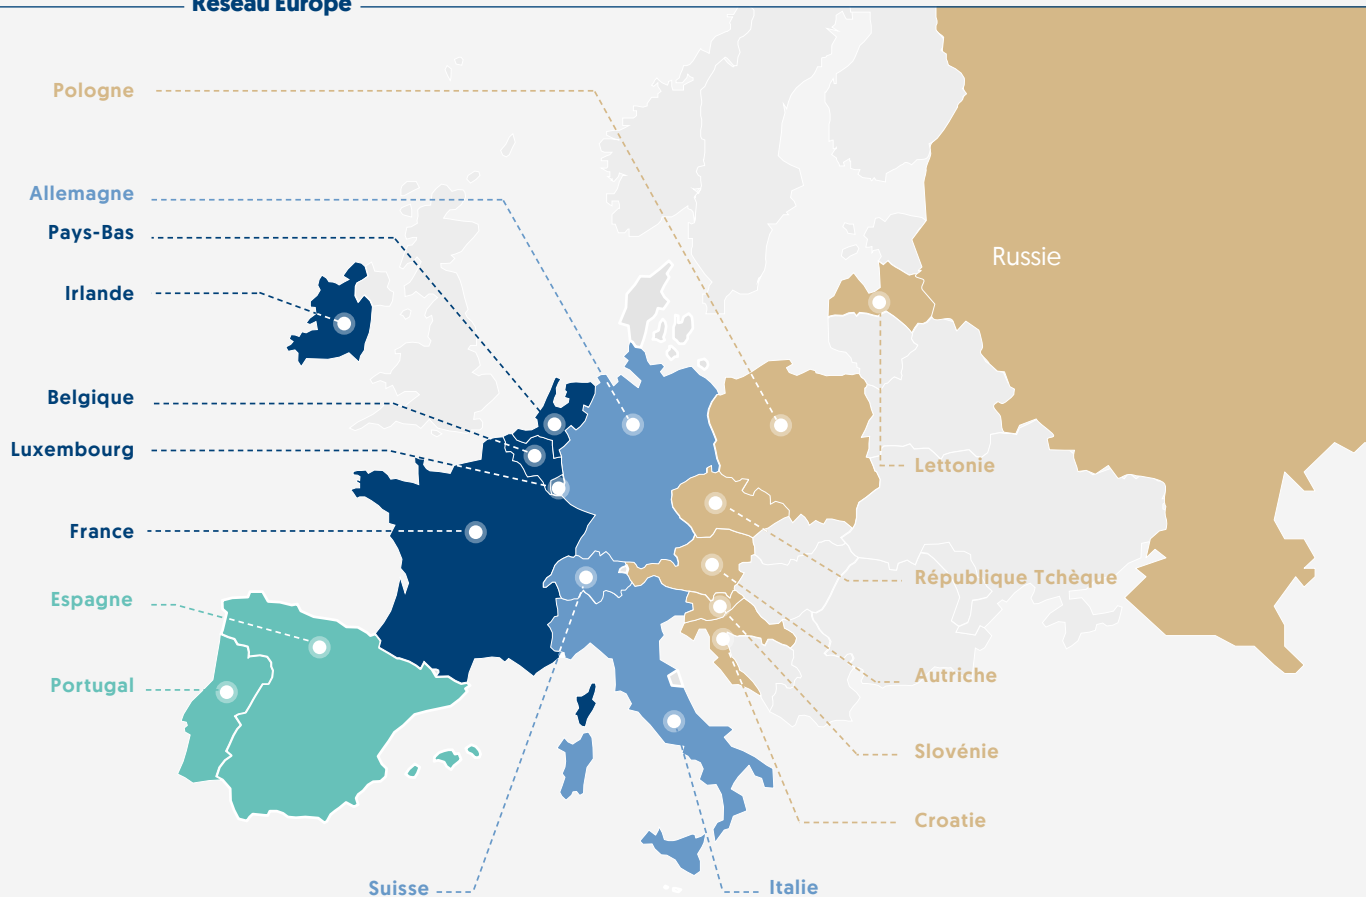 Réseau Europe
Pologne
Allemagne
Pays-Bas
Irlande
Russie
Belgique
Luxembourg
Lettonie
France
République Tchèque
Espagne
Autriche
Portugal
Slovénie
Croatie
Suisse
Italie